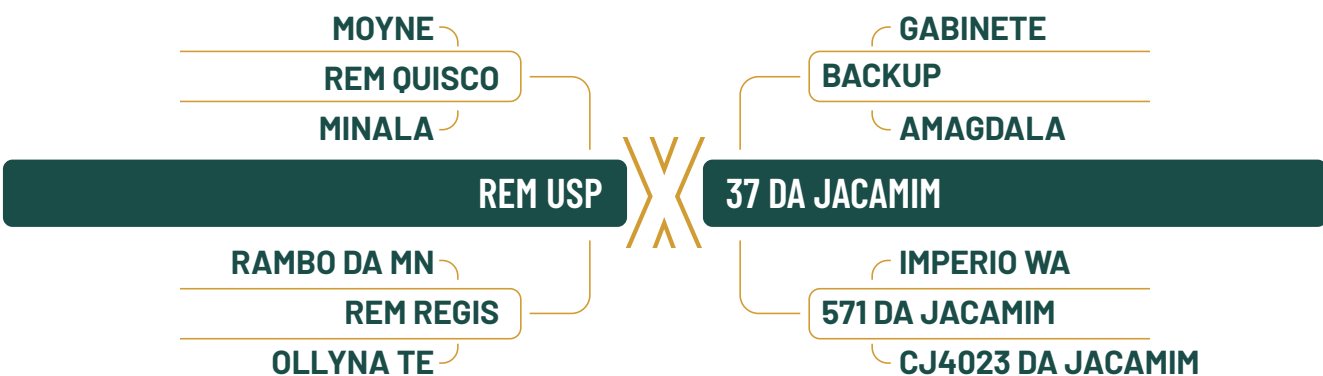 MOYNE
REM QUISCO
MINALA
REM USP
RAMBO DA MN
REM REGIS
OLLYNA TE
GABINETE
BACKUP
AMAGDALA
37 DA JACAMIM
IMPERIO WA
571 DA JACAMIM
CJ4023 DA JACAMIM